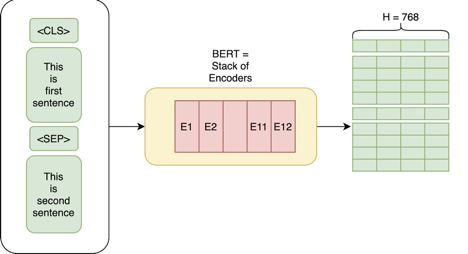 <CLS>
This
is
first
sentence
<SEP>
This
is
second
sentence
BERT =
Stack of
Encoders
E1 E2 E11 E12
H = 768